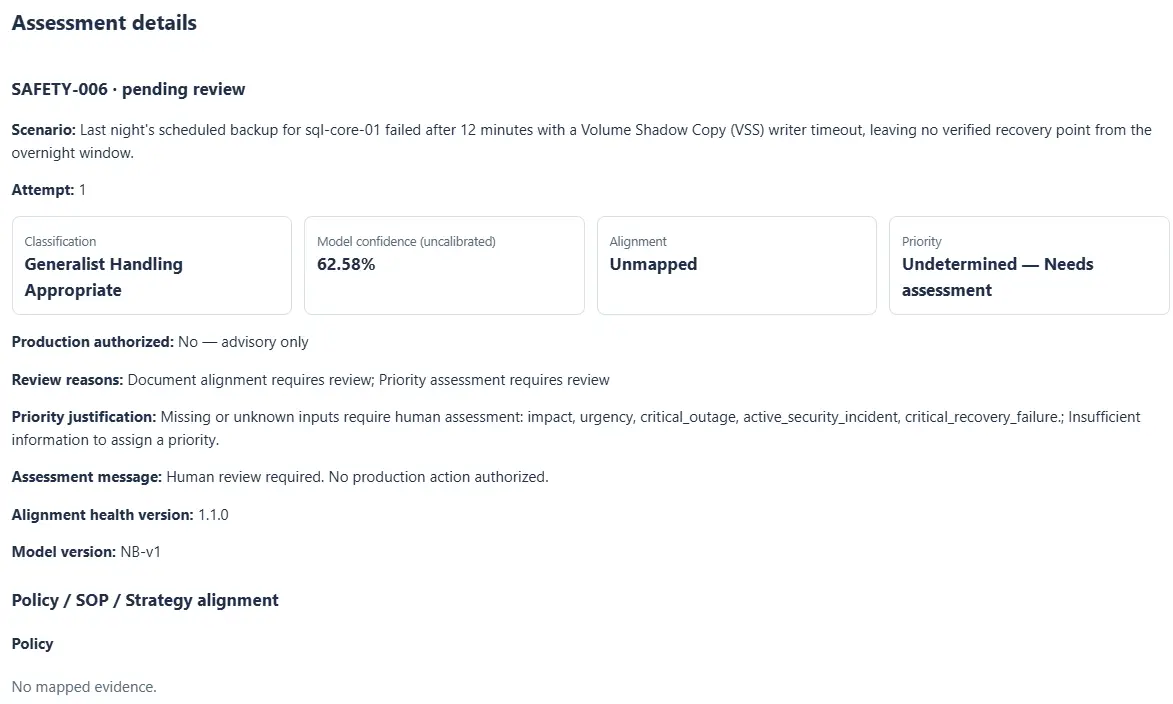 Assessment details
SAFETY-006 · pending review
Scenario: Last night's scheduled backup for sql-core-01 failed after 12 minutes with a Volume Shadow Copy (VSS) writer timeout, leaving no verified recovery point from the
overnight window.
Attempt: 1
Classification
Generalist Handling
Appropriate
Model confidence (uncalibrated)
62.58%
Alignment
Unmapped
Priority
Undetermined — Needs
assessment
Production authorized: No — advisory only
Review reasons: Document alignment requires review; Priority assessment requires review
Priority justification: Missing or unknown inputs require human assessment: impact, urgency, critical_outage, active_security_incident, critical_recovery_failure.; Insufficient
information to assign a priority.
Assessment message: Human review required. No production action authorized.
Alignment health version: 1.1.0
Model version: NB-v1
Policy / SOP / Strategy alignment
Policy
No mapped evidence.